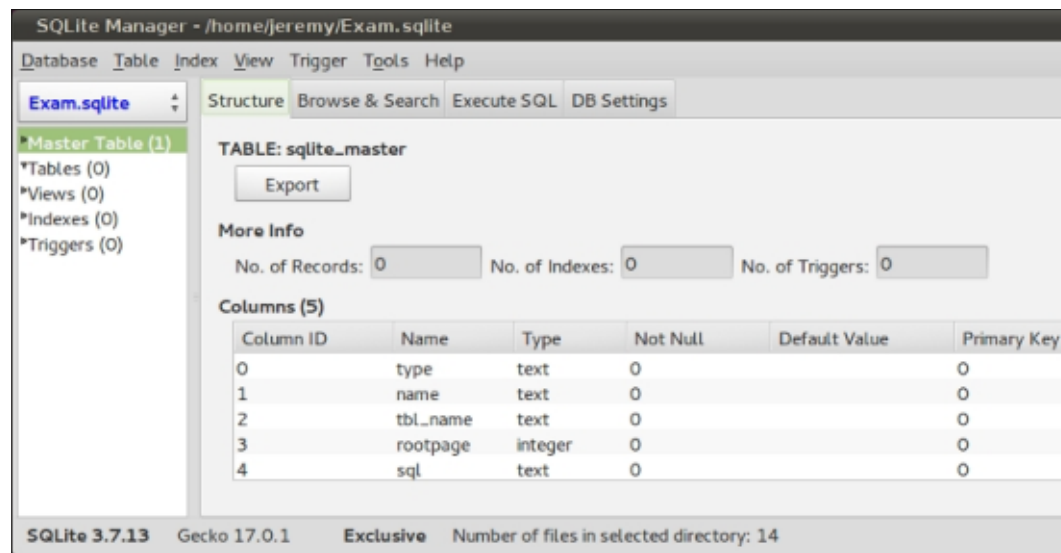 SQLite Manager - /home/jeremy/Exam.sqlite
Database Table Index View Trigger Tools Help
Exam.sqlite
Structure Browse & Search Execute SQL DB Settings
Master Table (1)
Tables (0)
Views (0)
Indexes (0)
Triggers (0)
TABLE: sqlite_master
Export
More Info
No. of Records: 0 No. of Indexes: 0 No. of Triggers: 0
Columns (5)
Column ID Name Type Not Null Default Value Primary Key
0 type text 0 0
1 name text 0 0
2 tbl_name text 0 0
3 rootpage integer 0 0
4 sql text 0 0
SQLite 3.7.13 Gecko 17.0.1 Exclusive Number of files in selected directory: 14